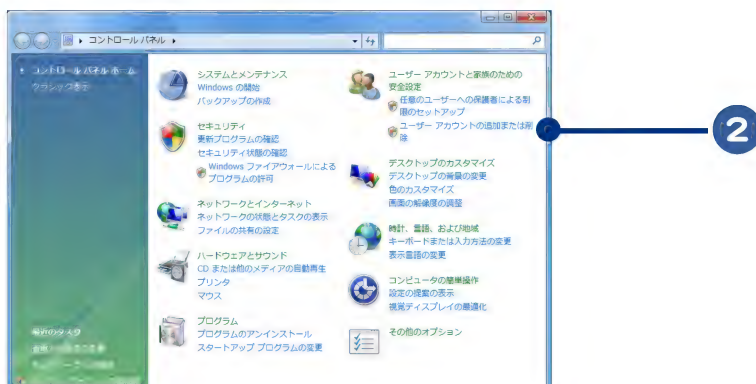 コントロール パネル
コントロール パネル ホーム
クラシック表示
システムとメンテナンス
Windows の開始
バックアップの作成
セキュリティ
更新プログラムの確認
セキュリティ状態の確認
Windows ファイアウォールによる
プログラムの許可
ネットワークとインターネット
ネットワークの状態とタスクの表示
ファイルの共有の設定
ハードウェアとサウンド
CD または他のメディアの自動再生
プリンタ
マウス
プログラム
プログラムのアンインストール
スタートアップ プログラムの変更
ユーザー アカウントと家族のための
安全設定
任意のユーザーへの保護者による制
限のセットアップ
ユーザー アカウントの追加または削
除
デスクトップのカスタマイズ
デスクトップの背景の変更
色のカスタマイズ
画面の解像度の調整
時計、言語、および地域
キーボードまたは入力方法の変更
表示言語の変更
コンピュータの簡単操作
設定の提案の表示
視覚ディスプレイの最適化
その他のオプション
2
最近のタスク